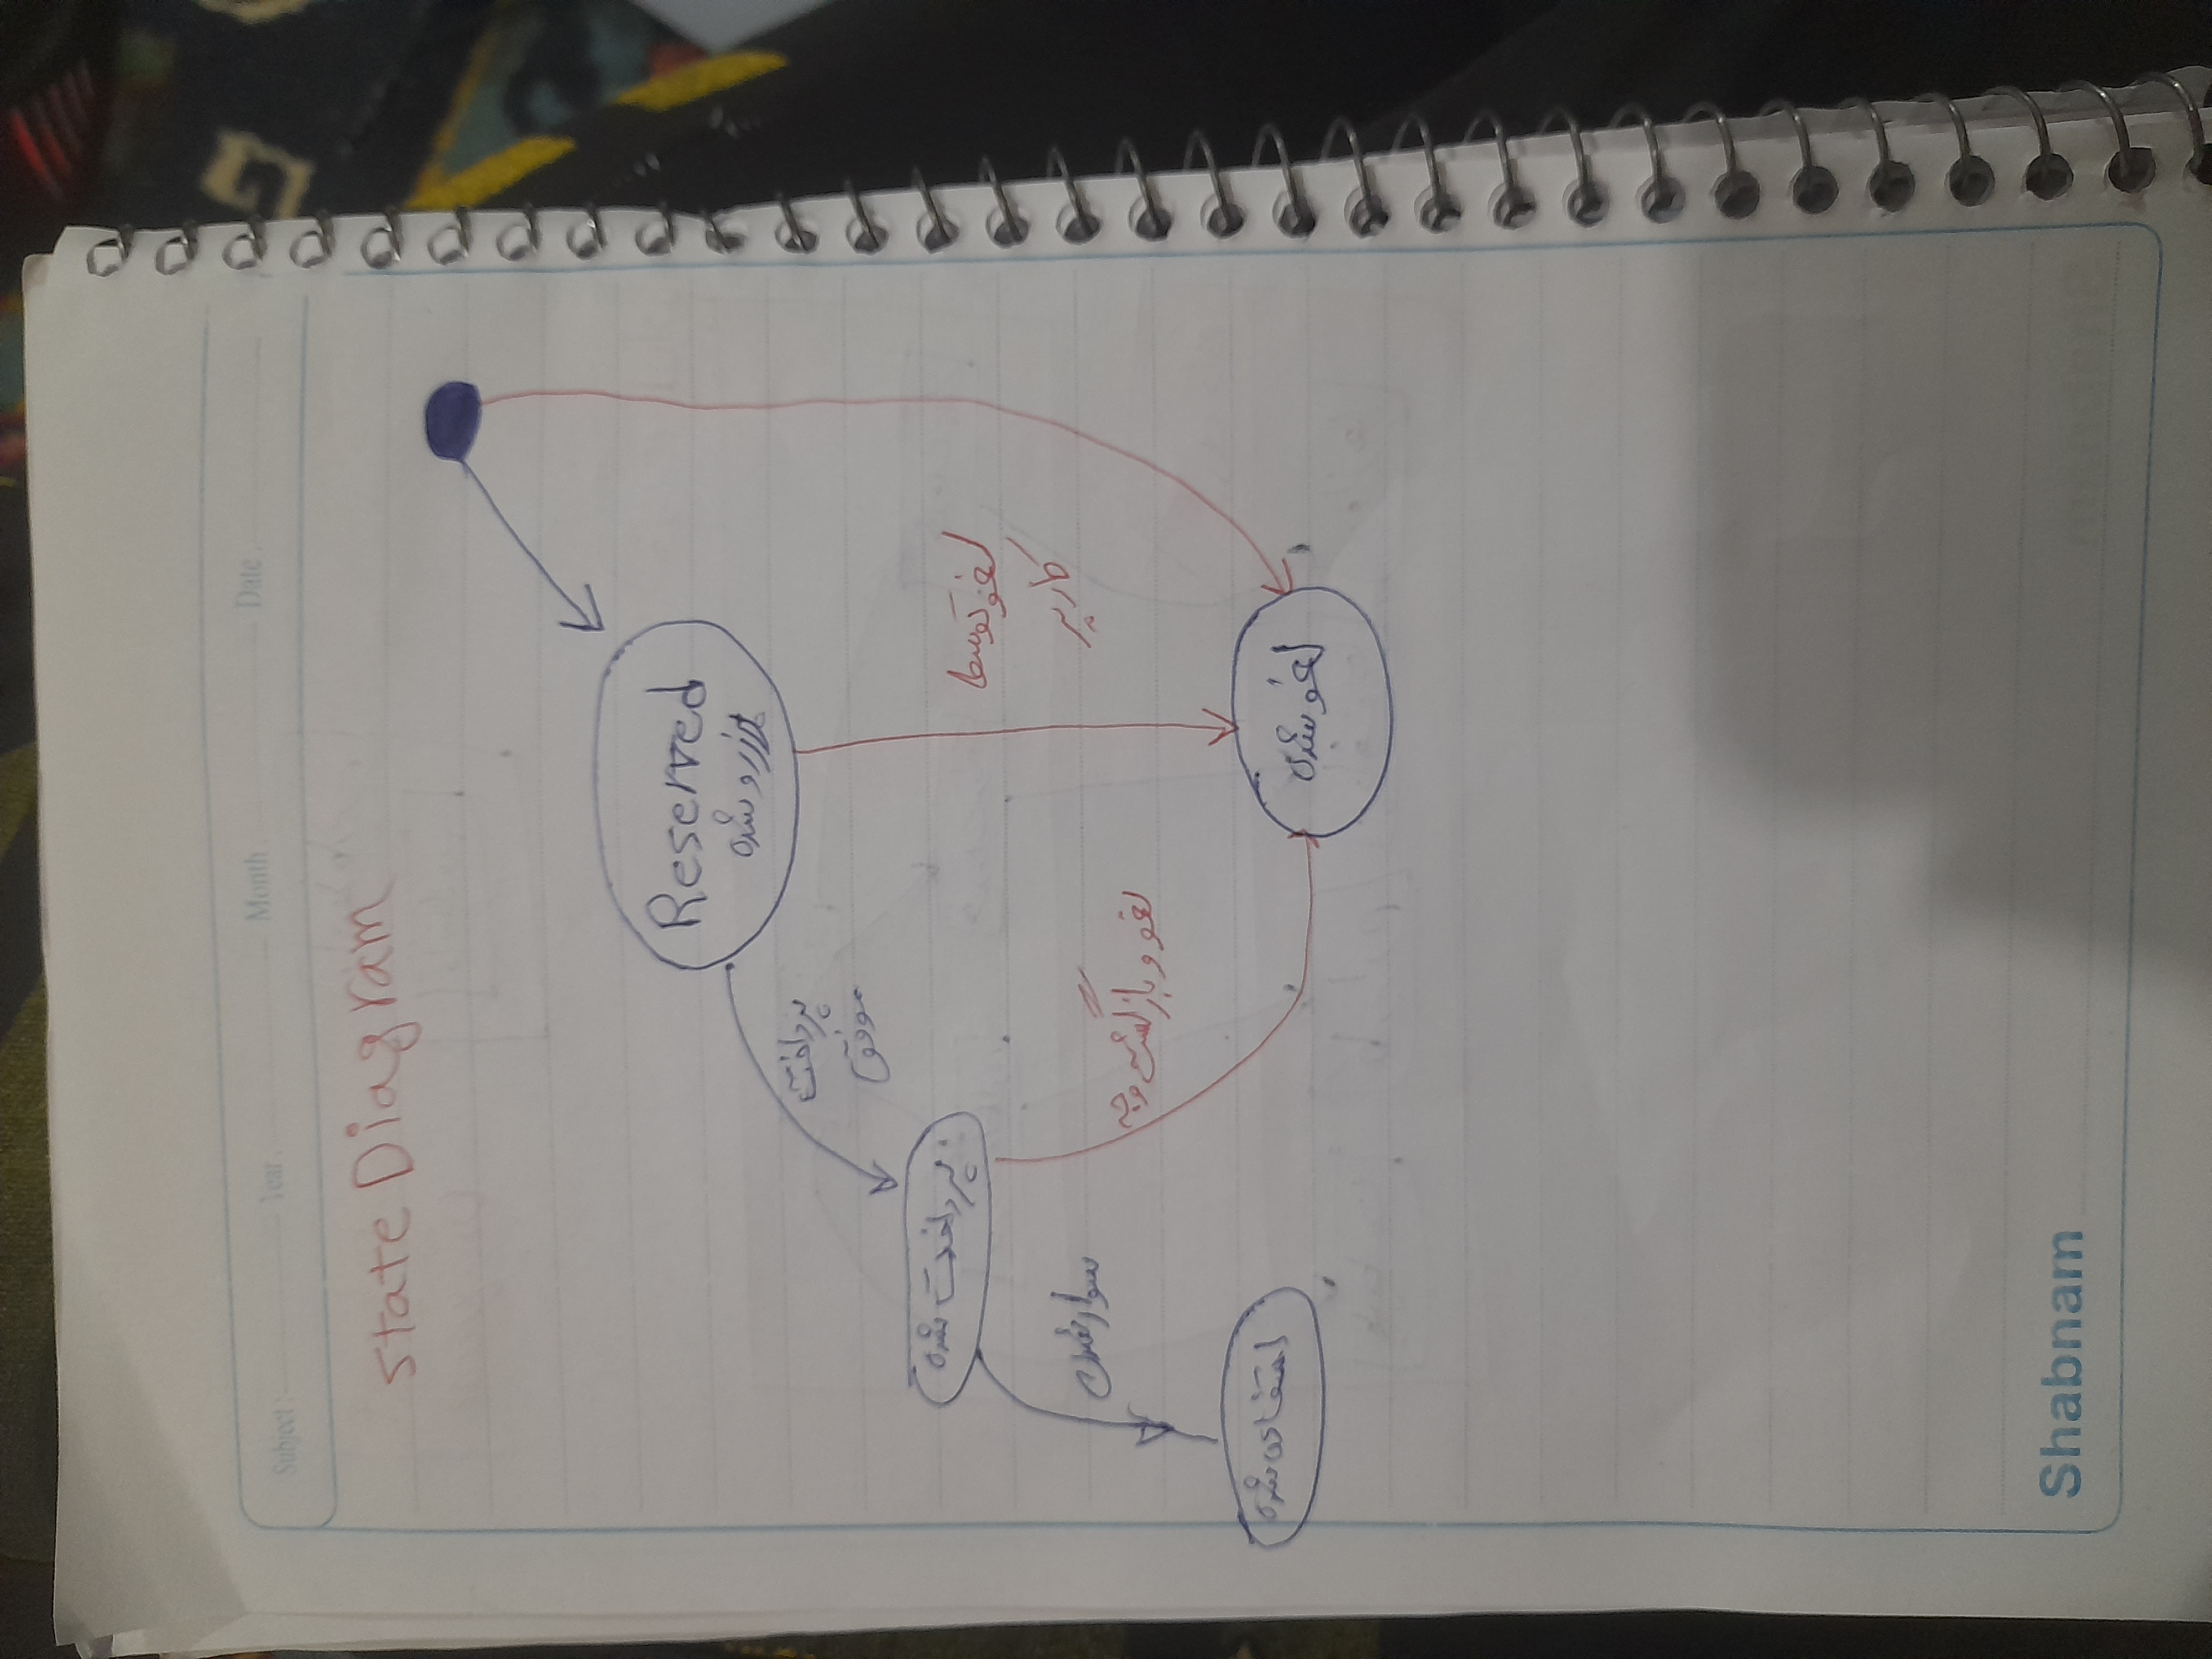 Subject : Year . Month . Date .
state Diagram
Reserved
رزرو شده
پرداخت
موفق
پرداخت شده
لغو توسط
کاربر
سوار شدن
لغو و بازگشت وجه
استفاده شده
لغو شده
Shabnam